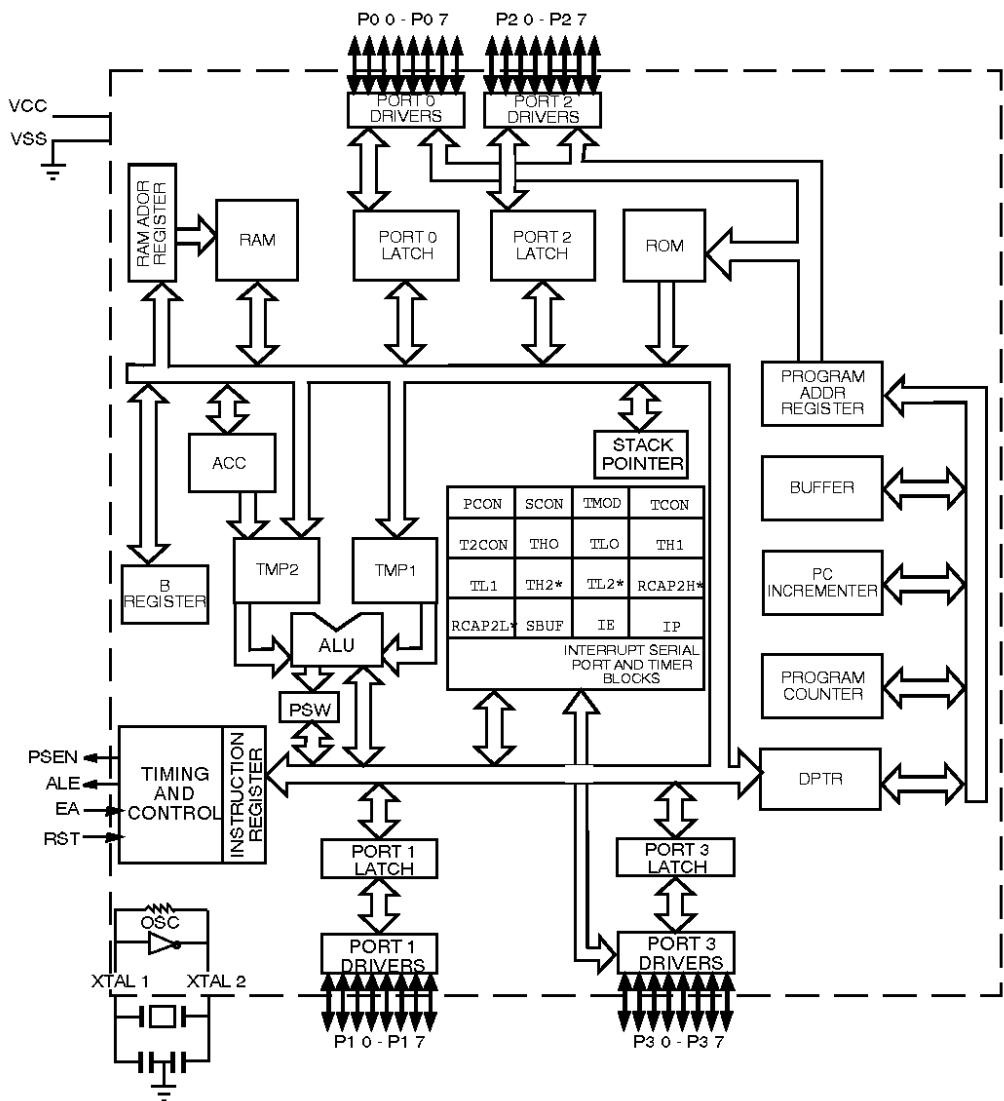 P0 0 - P0 7
P2 0 - P2 7
VCC
VSS
PORT 0
DRIVERS
PORT 2
DRIVERS
RAM ADDR
REGISTER
RAM
PORT 0
LATCH
PORT 2
LATCH
ROM
PROGRAM
ADDR
REGISTER
STACK
POINTER
ACC
BUFFER
PCON SCON TMOD TCON
T2CON TH0 TL0 TH1
TL1 TH2* TL2* RCAP2H*
RCAP2L* SBUF IE IP
INTERRUPT SERIAL
PORT AND TIMER
BLOCKS
B
REGISTER
TMP2
TMP1
PC
INCREMENTER
ALU
PSW
PROGRAM
COUNTER
PSEN
ALE
EA
RST
TIMING
AND
CONTROL
INSTRUCTION
REGISTER
DPTR
PORT 1
LATCH
PORT 3
LATCH
OSC
PORT 1
DRIVERS
PORT 3
DRIVERS
XTAL 1
XTAL 2
P1 0 - P1 7
P3 0 - P3 7